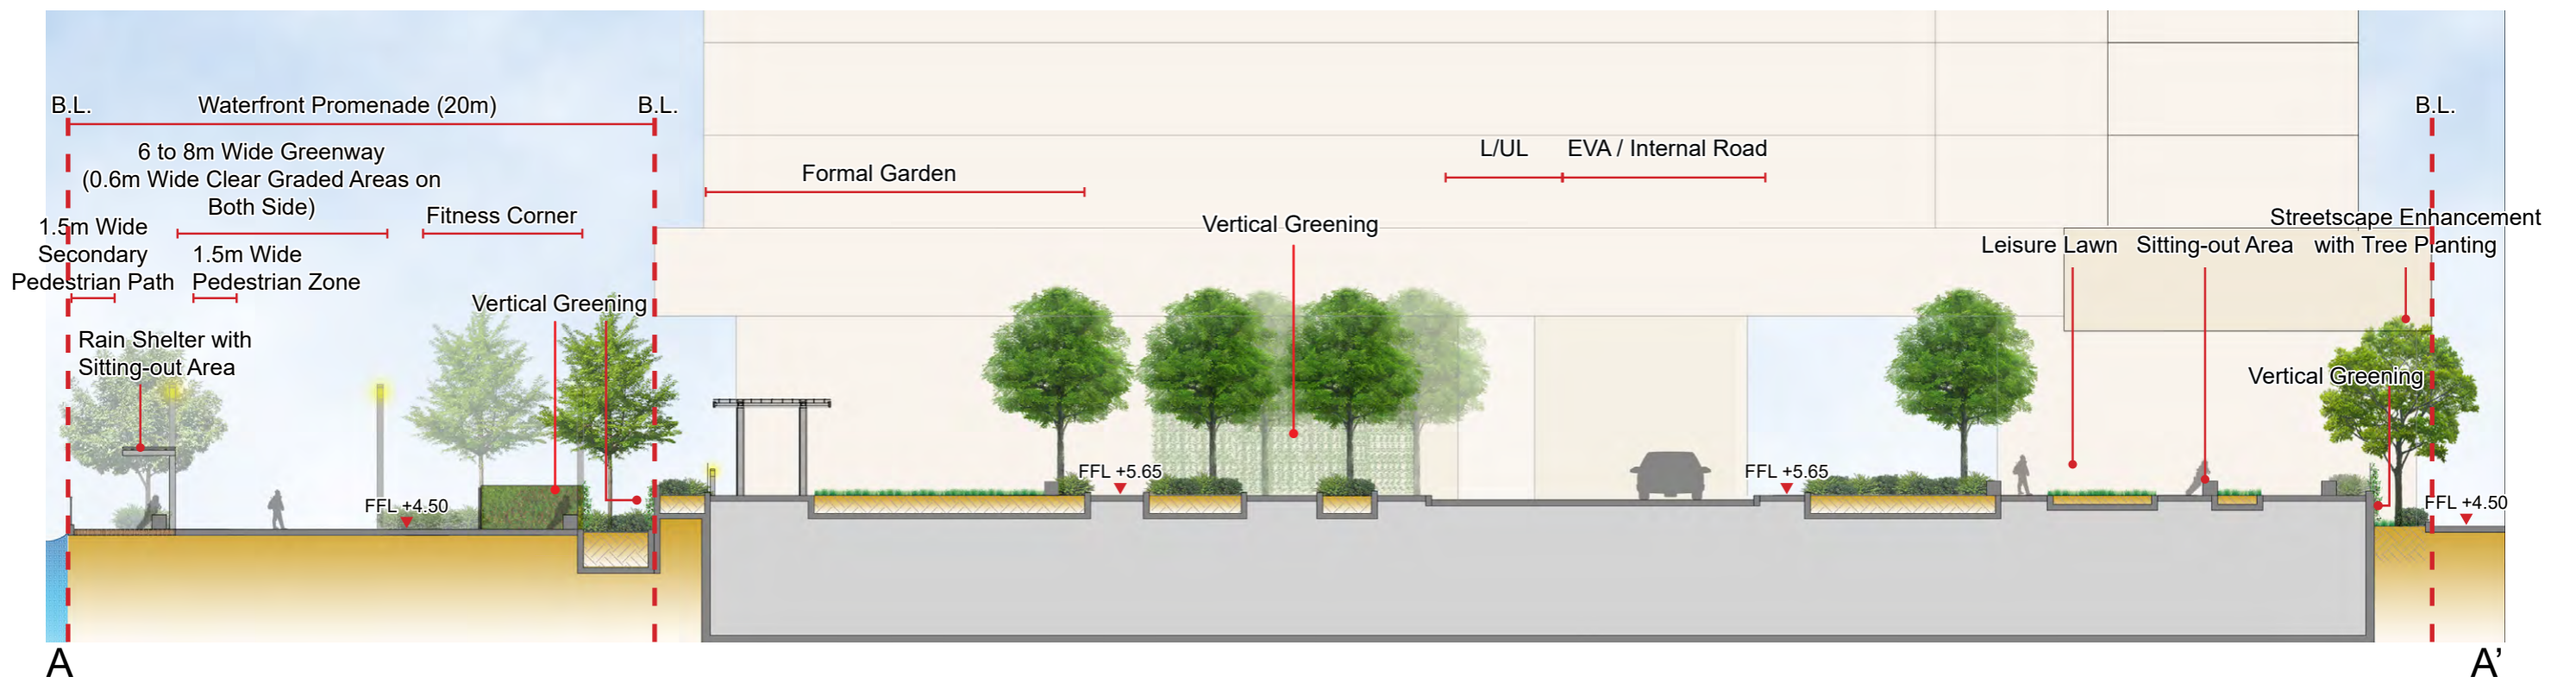 B.L.
Waterfront Promenade (20m)
B.L.
B.L.
6 to 8m Wide Greenway
(0.6m Wide Clear Graded Areas on
Both Side)
L/UL
EVA / Internal Road
Formal Garden
1.5m Wide
Secondary
Pedestrian Path
Fitness Corner
1.5m Wide
Pedestrian Zone
Vertical Greening
Streetscape Enhancement
with Tree Planting
Leisure Lawn
Sitting-out Area
Vertical Greening
Rain Shelter with
Sitting-out Area
Vertical Greening
FFL +4.50
FFL +5.65
FFL +5.65
FFL +4.50
A
A’